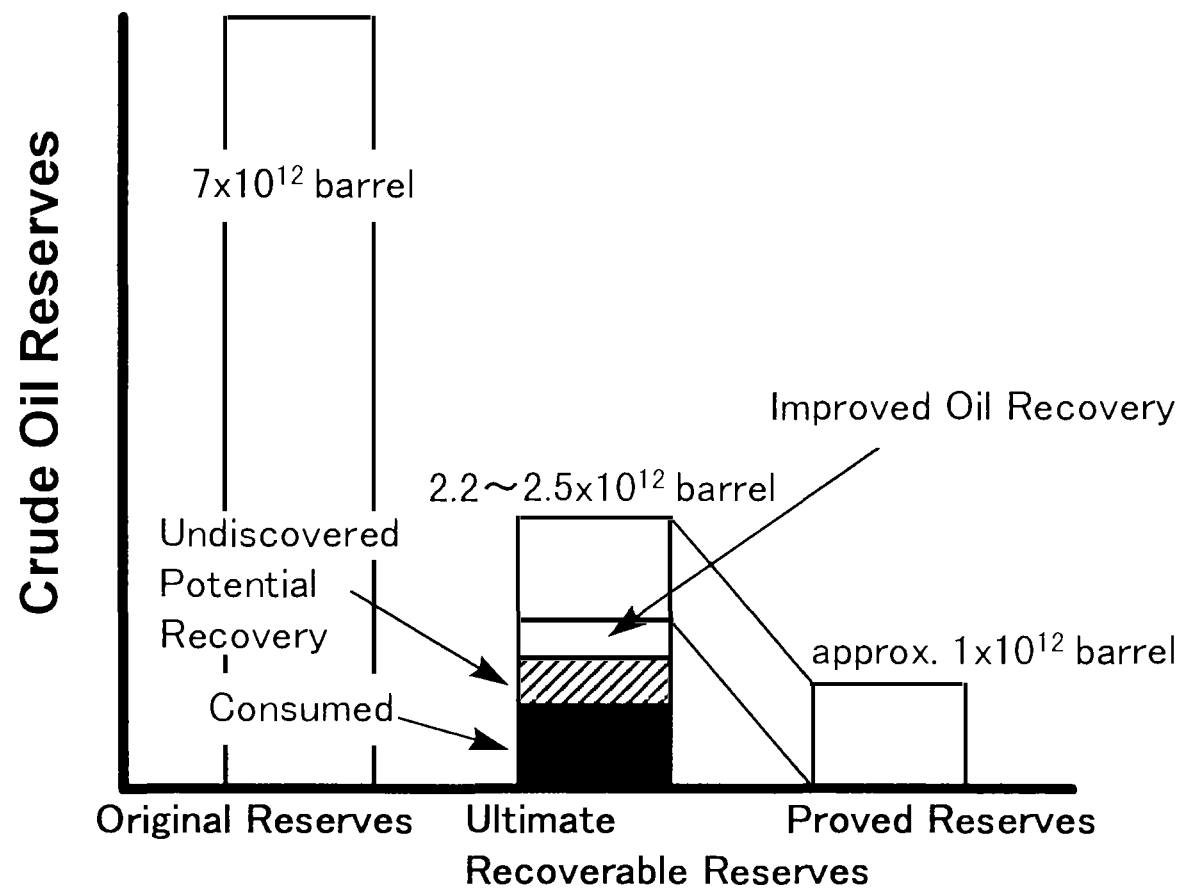 Crude Oil Reserves
7x10¹² barrel
Improved Oil Recovery
2.2～2.5x10¹² barrel
Undiscovered
Potential
Recovery
approx. 1x10¹² barrel
Consumed
Original Reserves
Ultimate
Recoverable Reserves
Proved Reserves